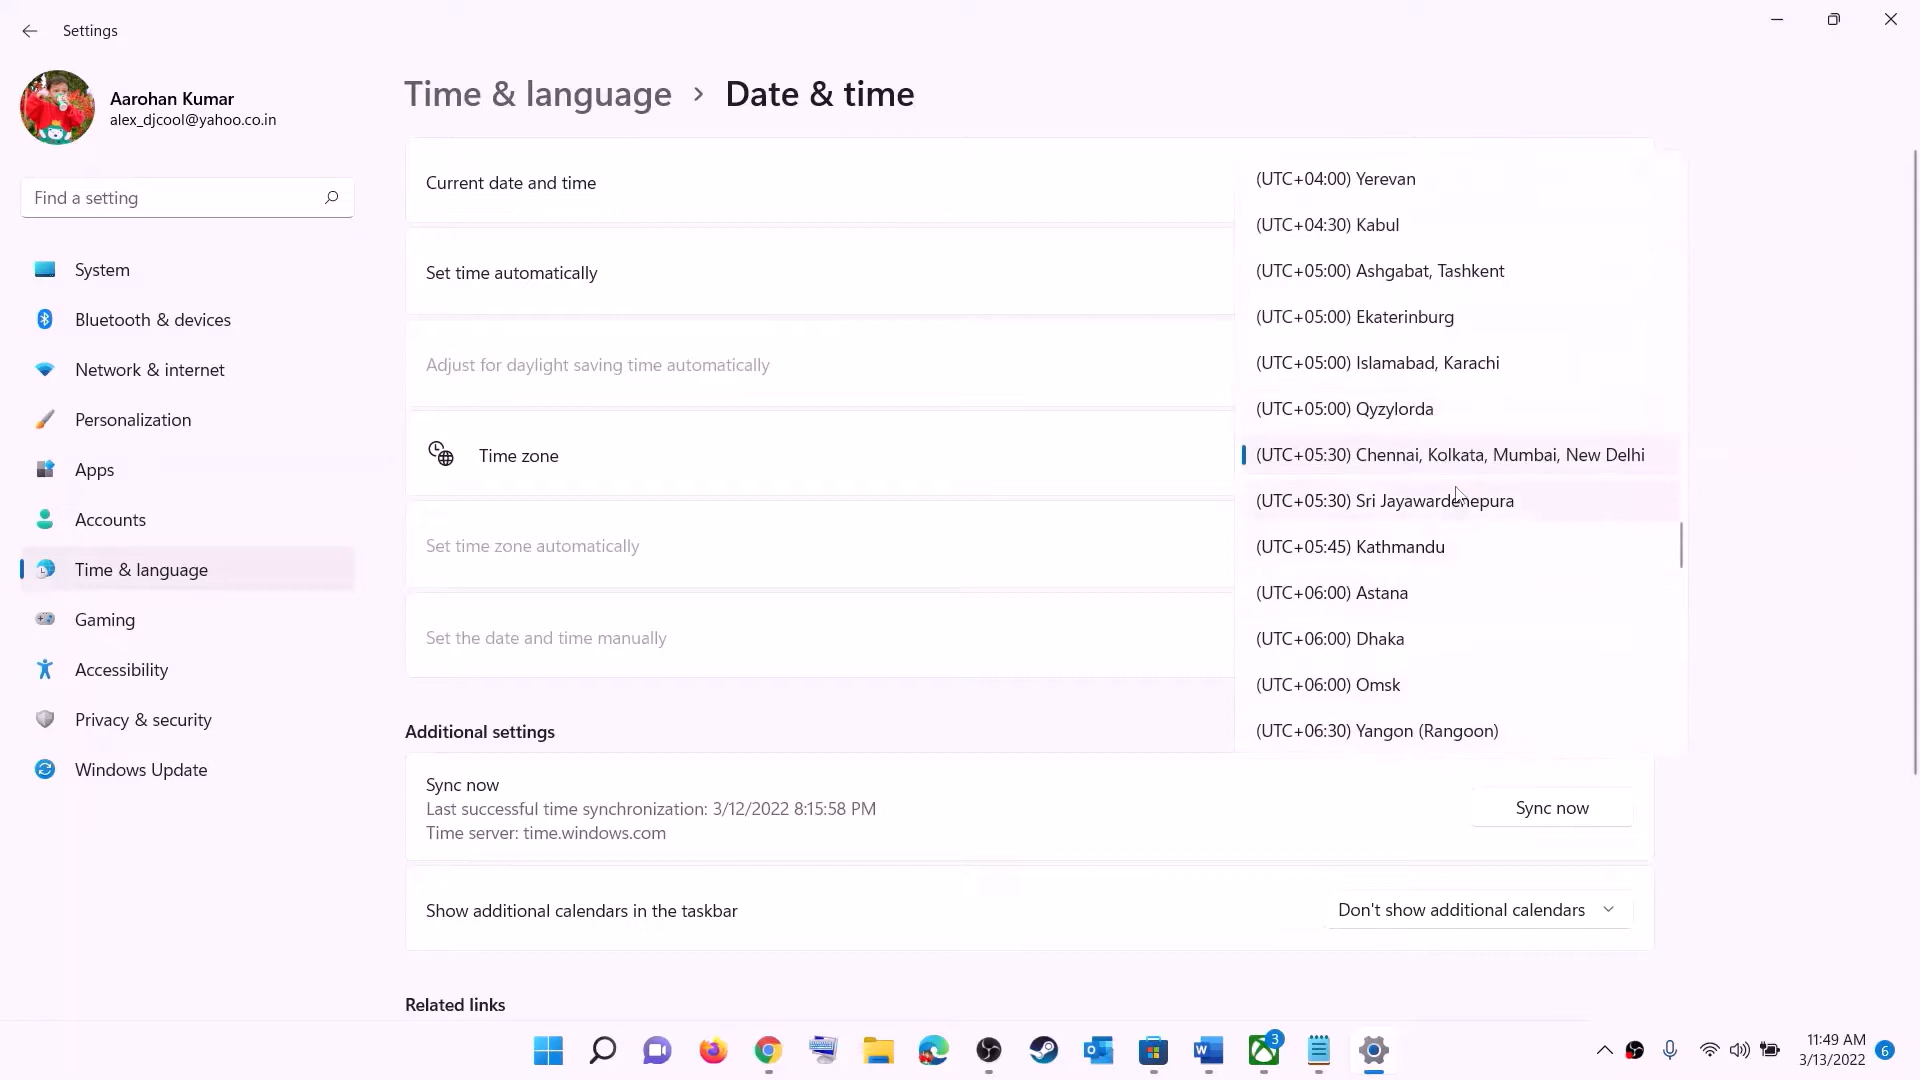 Settings
Aarohan Kumar
alex_djcool@yahoo.co.in
Find a setting
System
Bluetooth & devices
Network & internet
Personalization
Apps
Accounts
Time & language
Gaming
Accessibility
Privacy & security
Windows Update
Time & language > Date & time
Current date and time
Set time automatically
Adjust for daylight saving time automatically
Time zone
Set time zone automatically
Set the date and time manually
(UTC+04:00) Yerevan
(UTC+04:30) Kabul
(UTC+05:00) Ashgabat, Tashkent
(UTC+05:00) Ekaterinburg
(UTC+05:00) Islamabad, Karachi
(UTC+05:00) Qyzylorda
(UTC+05:30) Chennai, Kolkata, Mumbai, New Delhi
(UTC+05:30) Sri Jayawardenepura
(UTC+05:45) Kathmandu
(UTC+06:00) Astana
(UTC+06:00) Dhaka
(UTC+06:00) Omsk
(UTC+06:30) Yangon (Rangoon)
Additional settings
Sync now
Last successful time synchronization: 3/12/2022 8:15:58 PM
Time server: time.windows.com
Sync now
Show additional calendars in the taskbar
Don't show additional calendars
Related links
3
11:49 AM
3/13/2022
6